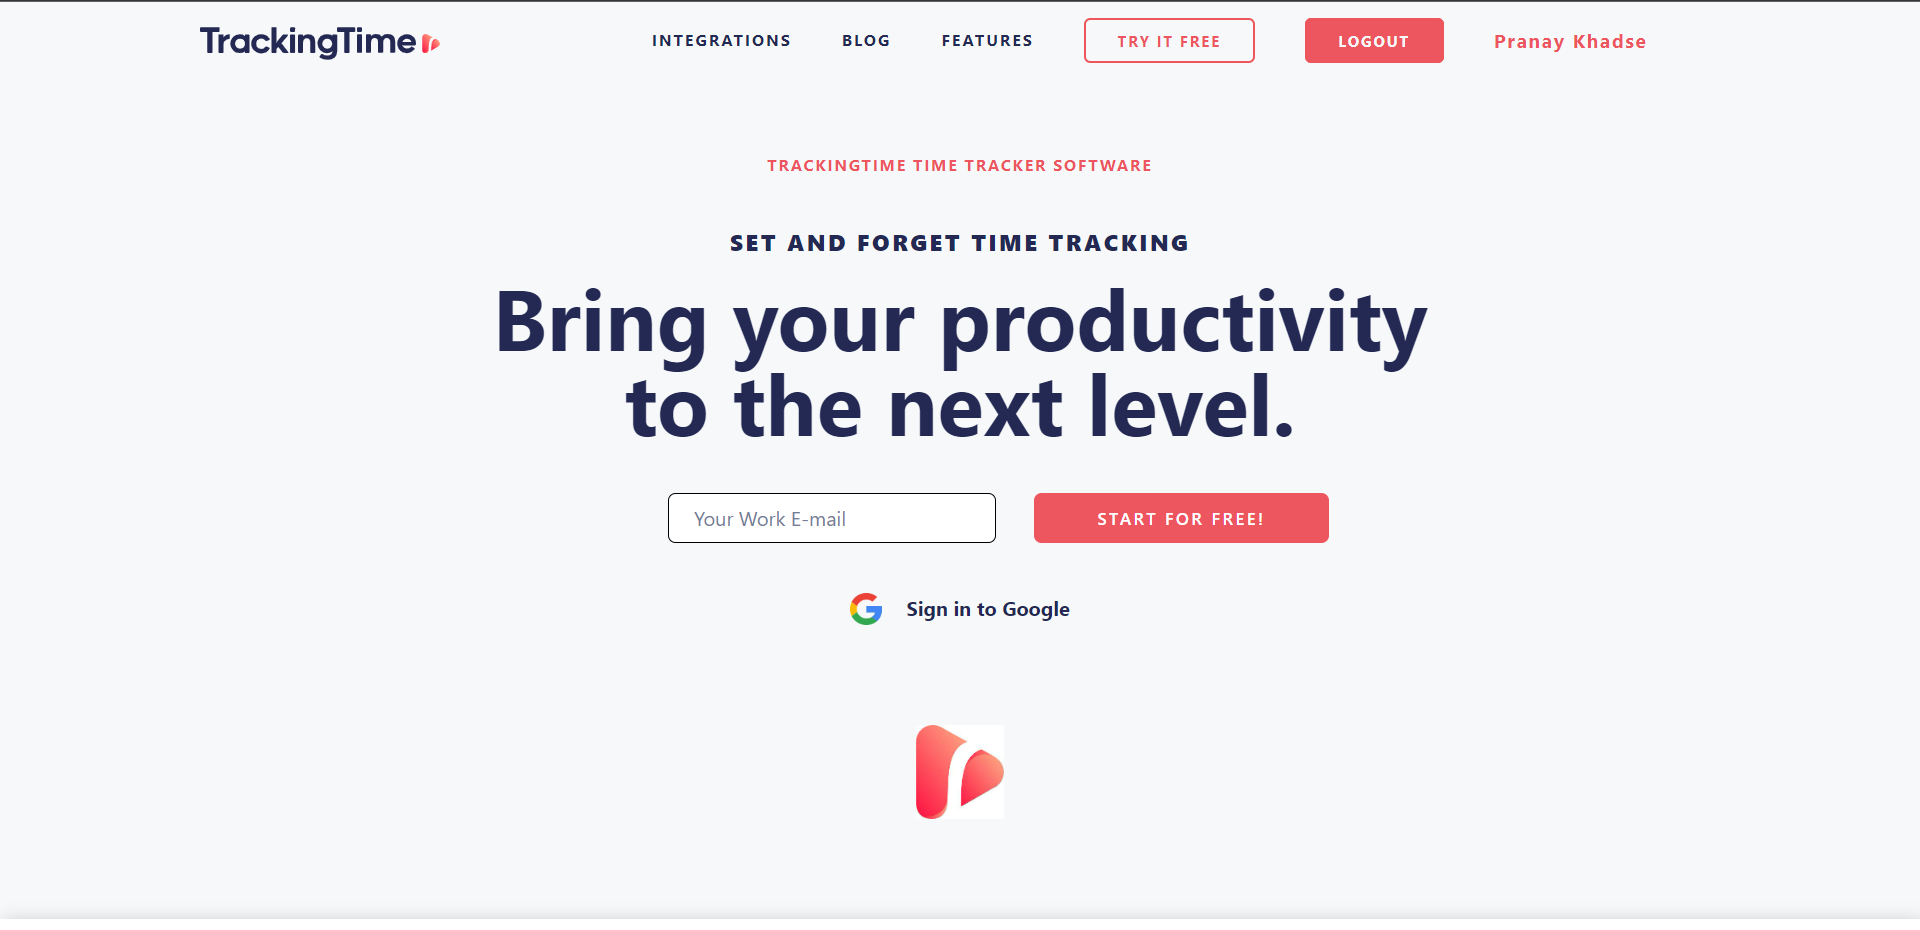 TrackingTime
INTEGRATIONS BLOG FEATURES TRY IT FREE LOGOUT Pranay Khadse
TRACKINGTIME TIME TRACKER SOFTWARE
SET AND FORGET TIME TRACKING
Bring your productivity
to the next level.
Your Work E-mail START FOR FREE!
Sign in to Google